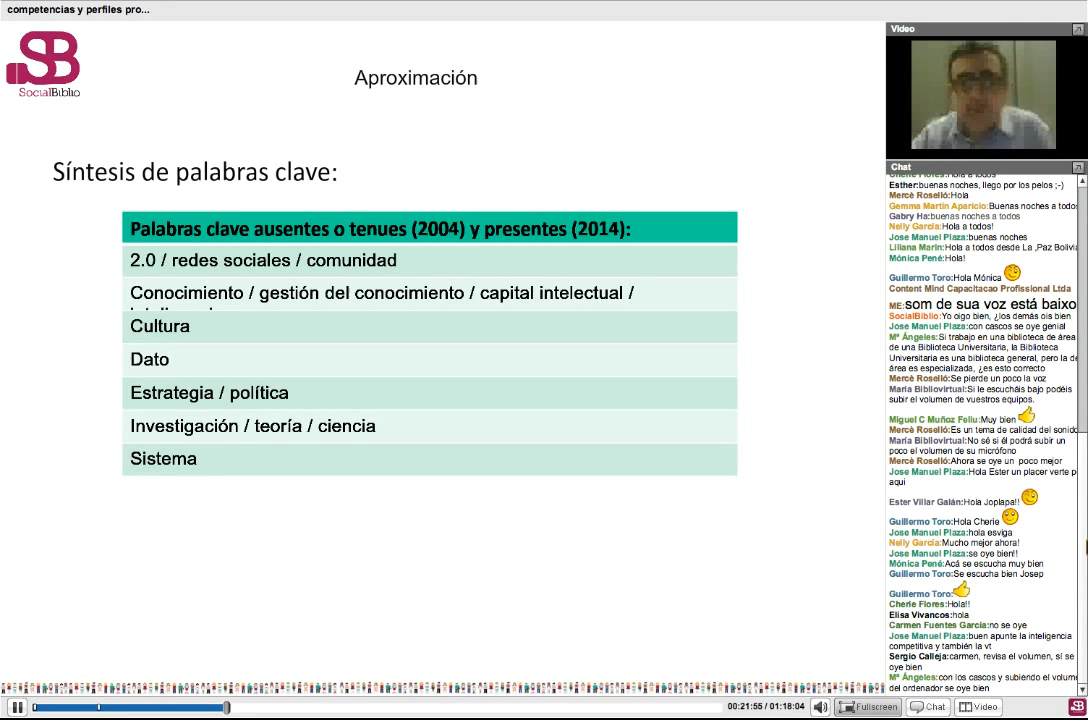 competencias y perfiles pro...
SB
SocialBiblio
Aproximación
Síntesis de palabras clave:
Palabras clave ausentes o tenues (2004) y presentes (2014):
2.0 / redes sociales / comunidad
Conocimiento / gestión del conocimiento / capital intelectual /
Cultura
Dato
Estrategia / política
Investigación / teoría / ciencia
Sistema
Video
Chat
Cherie Flores:Hola a todos
Esther:buenas noches, llego por los pelos ;-)
Mercè Roselló:Hola
Gemma Martin Aparicio:Buenas noches a todos
Gabry Ha:buenas noches a todos
Nelly García:Hola a todos!
Jose Manuel Plaza:buenas noches
Liliana Marin:Hola a todos desde La ,Paz Bolivia
Mónica Pené:Hola!
Guillermo Toro:Hola Mónica
Content Mind Capacitacao Profissional Ltda
ME:som de sua voz está baixo
SocialBiblio:Yo oigo bien, ¿los demás ois bien
Jose Manuel Plaza:con cascos se oye genial
Mª Ángeles:Si trabajo en una biblioteca de área
de una Biblioteca Universitaria, la Biblioteca
Universitaria es una biblioteca general, pero la de
área es especializada, ¿es esto correcto
Mercè Roselló:Se pierde un poco la voz
María Bibliovirtual:Si le escucháis bajo podéis
subir el volumen de vuestros equipos.
Miguel C Muñoz Feliu:Muy bien
Mercè Roselló:Es un tema de calidad del sonido
María Bibliovirtual:No sé si él podrá subir un
poco el volumen de su micrófono
Mercè Roselló:Ahora se oye un poco mejor
Jose Manuel Plaza:Hola Ester un placer verte p
aqui
Ester Villar Galán:Hola Joplapa!!
Guillermo Toro:Hola Cherie
Jose Manuel Plaza:hola esviga
Nelly García:Mucho mejor ahora!
Jose Manuel Plaza:se oye bien!!
Mónica Pené:Acá se escucha muy bien
Guillermo Toro:Se escucha bien Josep
Guillermo Toro:
Cherie Flores:Hola!!
Elisa Vivancos:hola
Carmen Fuentes García:no se oye
Jose Manuel Plaza:buen apunte la inteligencia
competitiva y también la vt
Sergio Calleja:carmen, revisa el volumen, sí se
oye bien
Mª Ángeles:con los cascos y subiendo el volume
del ordenador se oye bien
00:21:55 / 01:18:04
Fullscreen
Chat
Video
SB